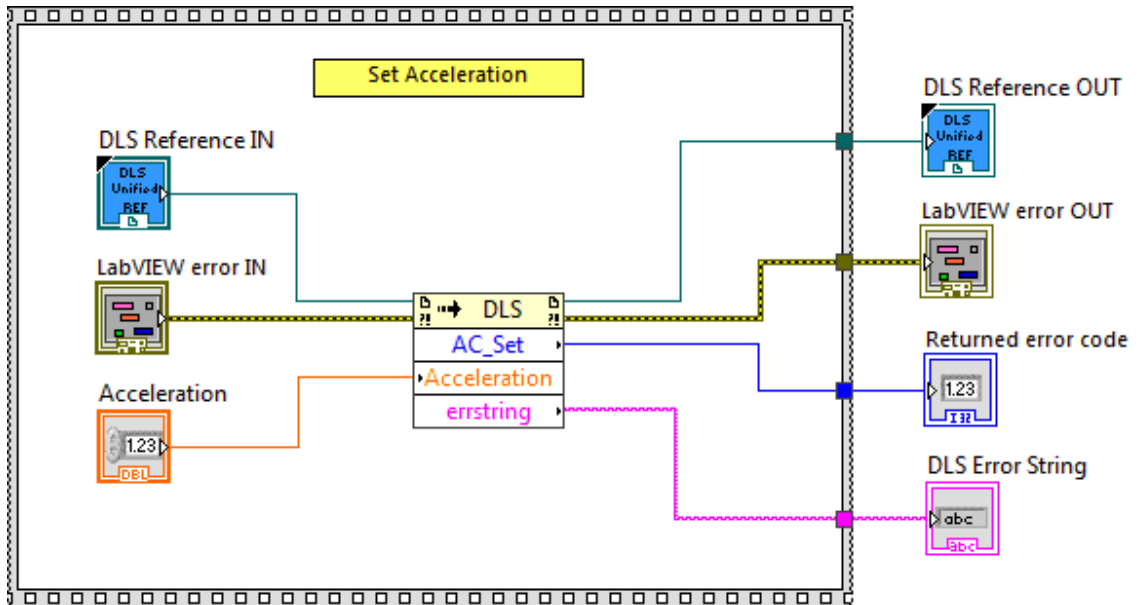 Set Acceleration
DLS Reference OUT
DLS
Unified
REF
DLS Reference IN
DLS
Unified
REF
LabVIEW error OUT
LabVIEW error IN
?!
DLS
?!
AC_Set
Acceleration
errstring
Returned error code
1.23
I32
Acceleration
1.23
DBL
DLS Error String
abc
abc